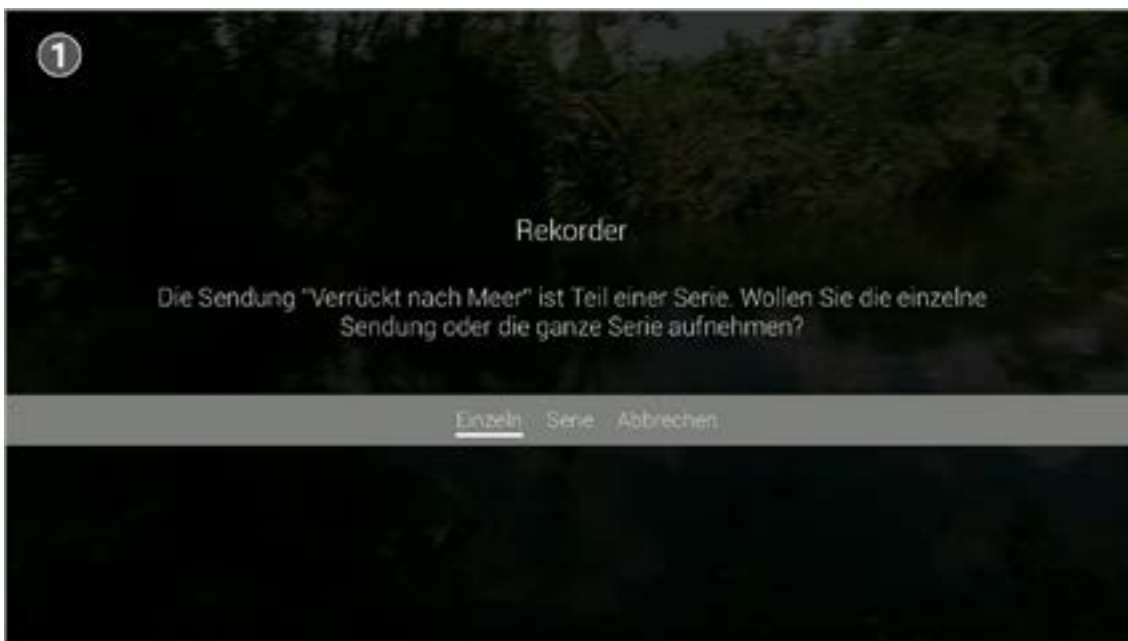 1
Rekorder
Die Sendung "Verrückt nach Meer" ist Teil einer Serie. Wollen Sie die einzelne
Sendung oder die ganze Serie aufnehmen?
Einzeln Serie Abbrechen